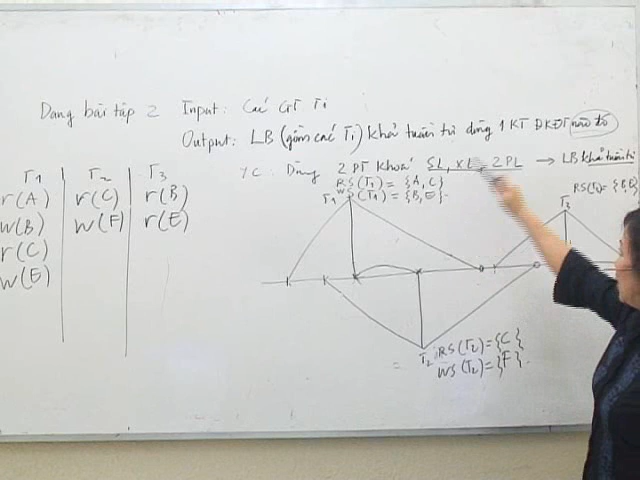 Dạng bài tập 2 Input: Các GT Ti
Output: LB (gồm các Ti) khả tuần tự dùng 1 KT ĐKĐT nào đó
YC: Dùng 2 PT khoá SL, XL, 2PL → LB khả tuần tự
T1 T2 T3
r(A) r(C) r(B)
w(B) w(F) r(E)
r(C)
w(E)
RS(T1) = {A, C}
WS(T1) = {B, E}.
T1
T3
RS(T3) = {B, E}
T2 RS(T2) = {C}
WS(T2) = {F}.